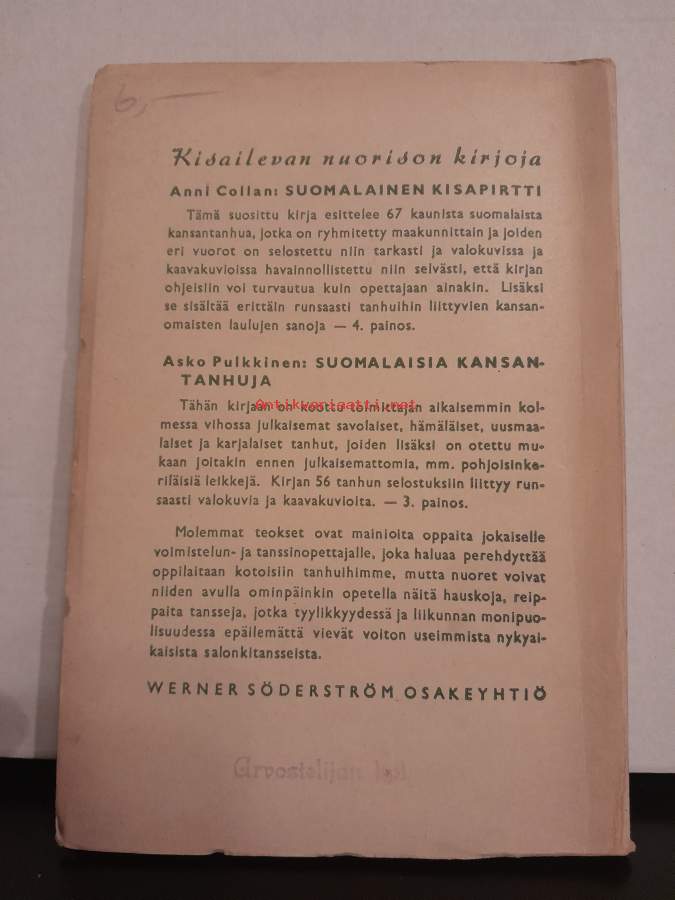 6,—
Kisailevan nuorison kirjoja
Anni Collan: SUOMALAINEN KISAPIRTTI
Tämä suosittu kirja esittelee 67 kaunista suomalaista
kansantanhua, jotka on ryhmitetty maakunnittain ja joiden
eri vuorot on selostettu niin tarkasti ja valokuvissa ja
kaavakuvioissa havainnollistettu niin selvästi, että kirjan
ohjeisiin voi turvautua kuin opettajaan ainakin. Lisäksi
se sisältää erittäin runsaasti tanhuihin liittyvien kansan-
omaisten laulujen sanoja — 4. painos.
Asko Pulkkinen: SUOMALAISIA KANSAN-
TANHUJA
Antikvariaatti.net
Tähän kirjaan on koottu toimittajan aikaisemmin kol-
messa vihossa julkaisemat savolaiset, hämäläiset, uusmaa-
laiset ja karjalaiset tanhut, joiden lisäksi on otettu mu-
kaan joitakin ennen julkaisemattomia, mm. pohjoisinke-
riläisiä leikkejä. Kirjan 56 tanhun selostuksiin liittyy run-
saasti valokuvia ja kaavakuvioita. — 3. painos.
Molemmat teokset ovat mainioita oppaita jokaiselle
voimistelun- ja tanssinopettajalle, joka haluaa perehdyttää
oppilaitaan kotoisiin tanhuihimme, mutta nuoret voivat
niiden avulla ominpäinkin opetella näitä hauskoja, reip-
paita tansseja, jotka tyylikkyydessä ja liikunnan monipuo-
lisuudessa epäilemättä vievät voiton useimmista nykyai-
kaisista salonkitansseista.
WERNER SÖDERSTRÖM OSAKEYHTIÖ
Arvostelijan